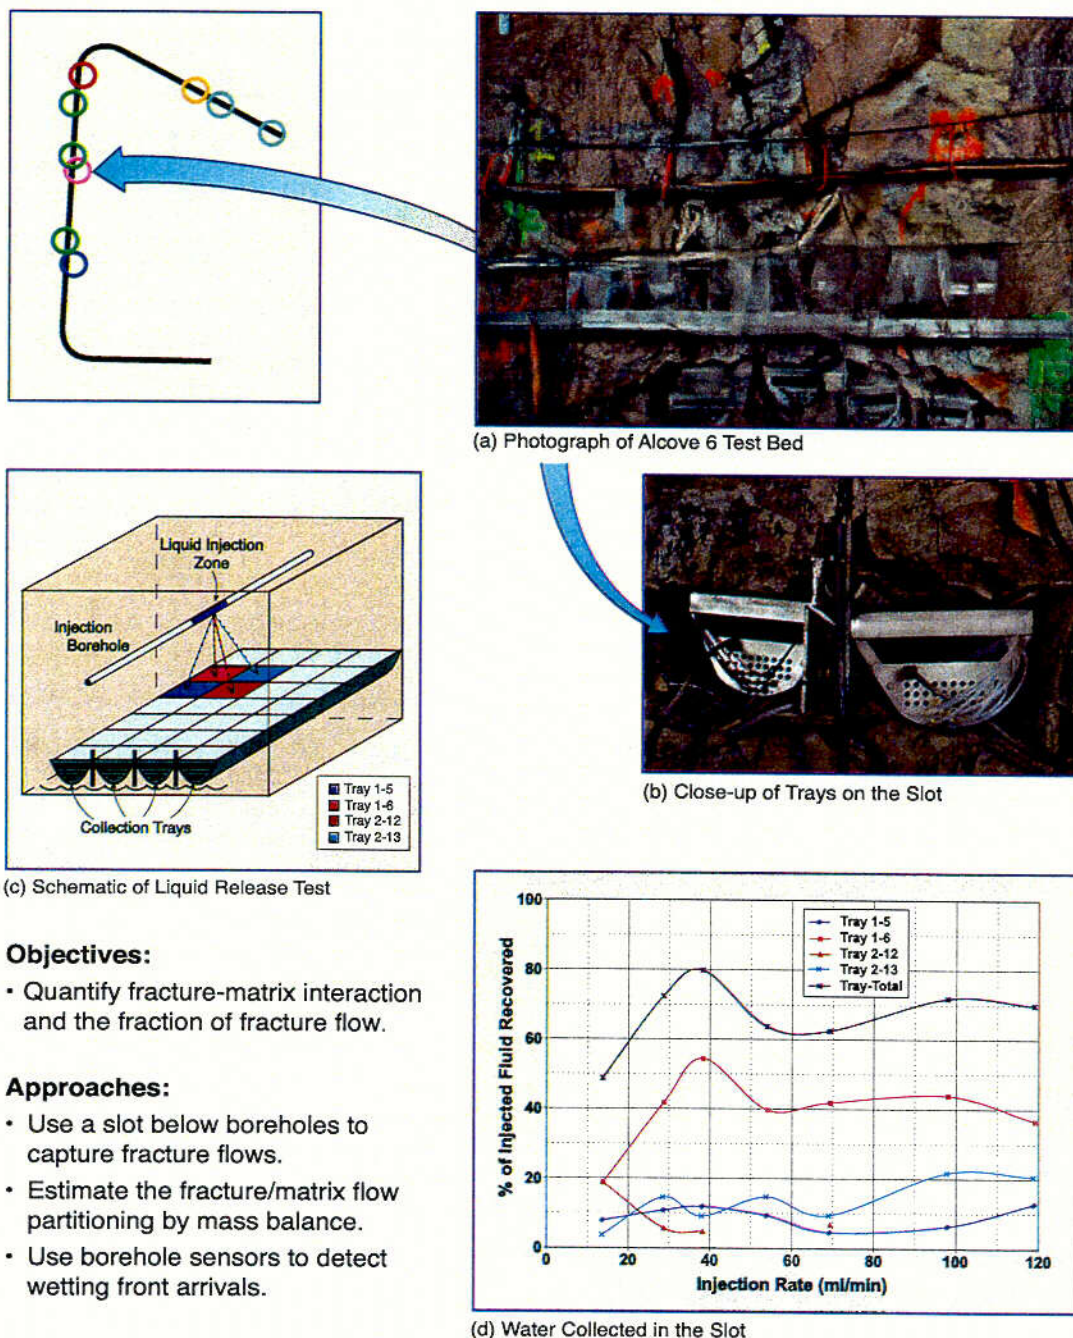 (a) Photograph of Alcove 6 Test Bed
Liquid Injection
Zone
Injection
Borehole
Collection Trays
Tray 1-5
Tray 1-6
Tray 2-12
Tray 2-13
(c) Schematic of Liquid Release Test
(b) Close-up of Trays on the Slot
Objectives:
• Quantify fracture-matrix interaction
and the fraction of fracture flow.
Approaches:
• Use a slot below boreholes to
capture fracture flows.
• Estimate the fracture/matrix flow
partitioning by mass balance.
• Use borehole sensors to detect
wetting front arrivals.
% of Injected Fluid Recovered
100
80
60
40
20
0
Tray 1-5
Tray 1-6
Tray 2-12
Tray 2-13
Tray-Total
0 20 40 60 80 100 120
Injection Rate (ml/min)
(d) Water Collected in the Slot